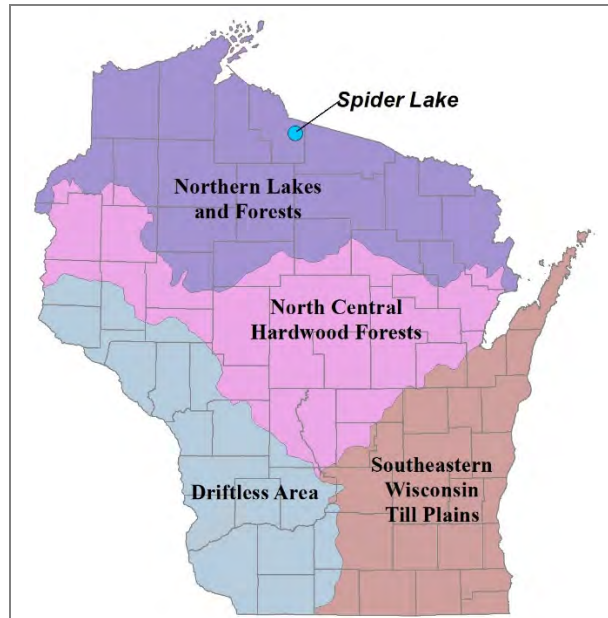 Spider Lake
Northern Lakes
and Forests
North Central
Hardwood Forests
Southeastern
Wisconsin
Till Plains
Driftless Area